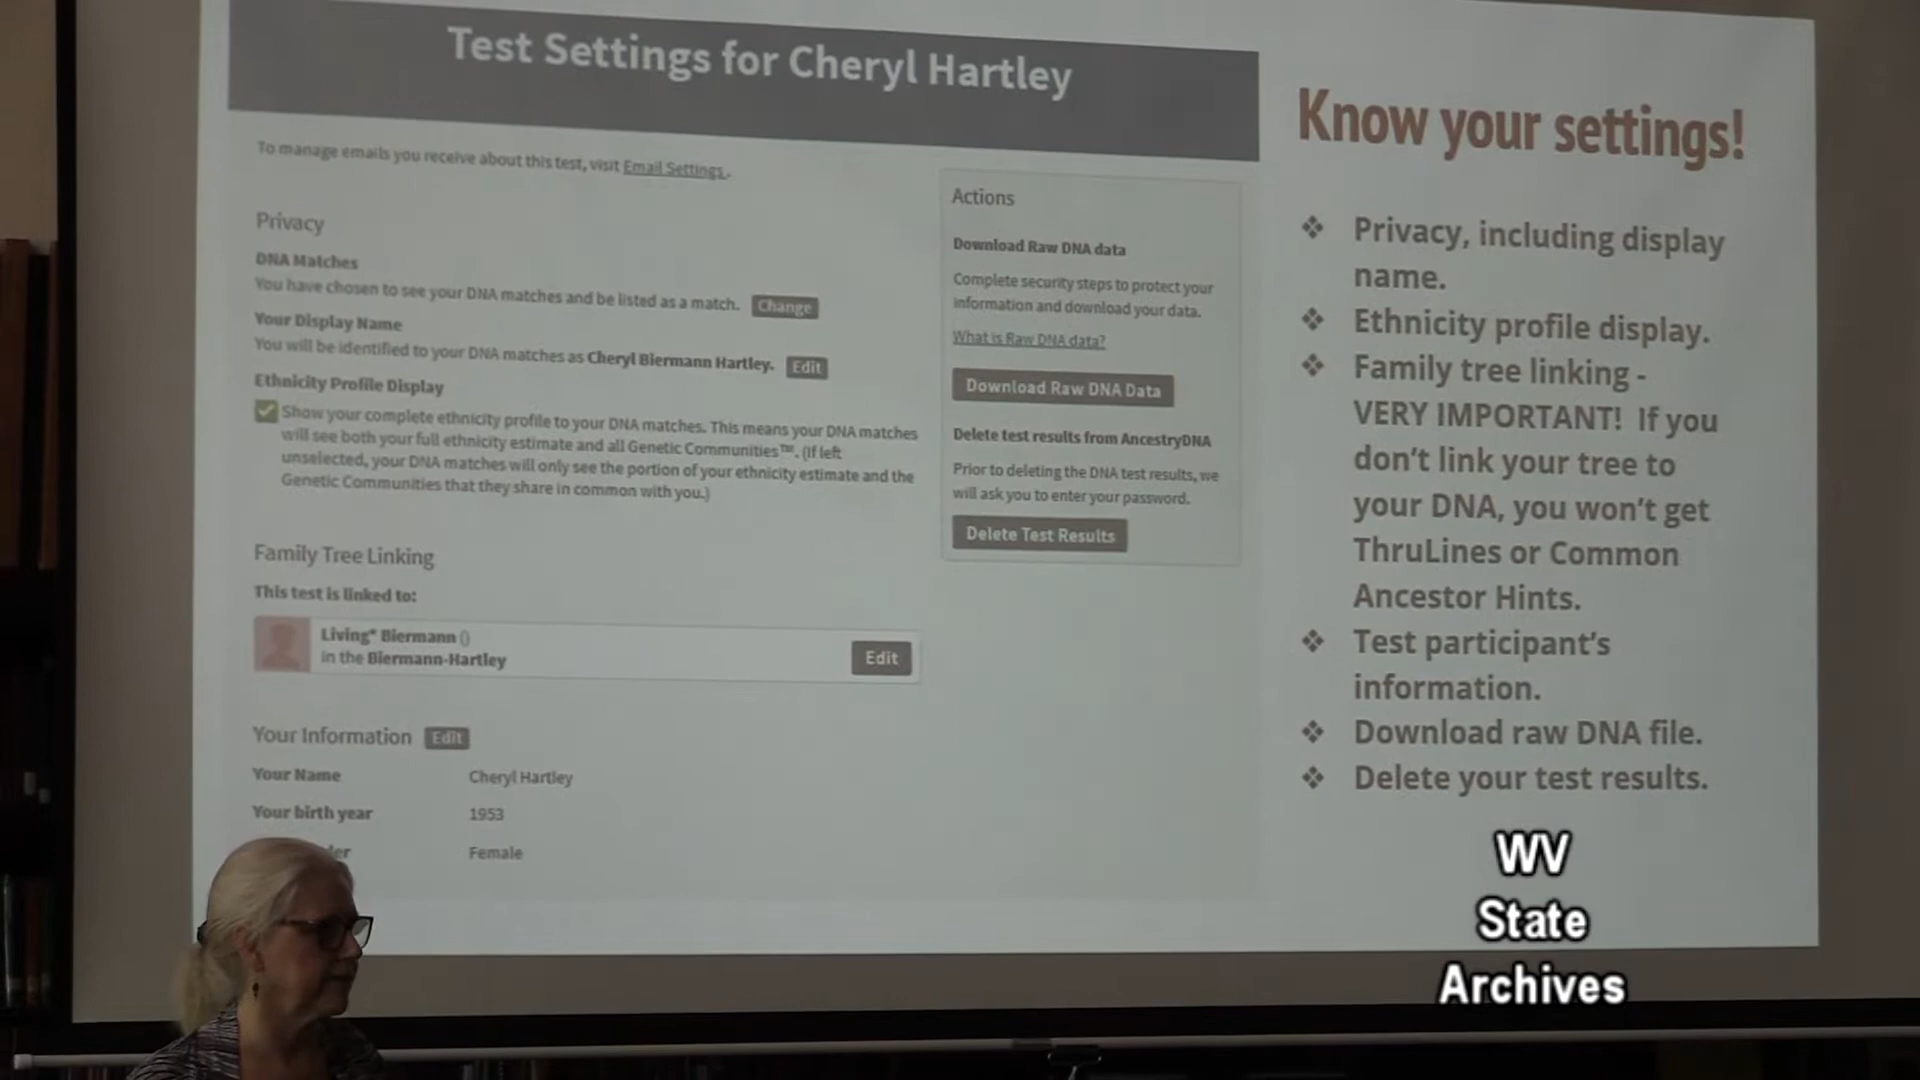 Test Settings for Cheryl Hartley
To manage emails you receive about this test, visit Email Settings.
Privacy
DNA Matches
You have chosen to see your DNA matches and be listed as a match. Change
Your Display Name
You will be identified to your DNA matches as Cheryl Biermann Hartley. Edit
Ethnicity Profile Display
Show your complete ethnicity profile to your DNA matches. This means your DNA matches
will see both your full ethnicity estimate and all Genetic Communities™. (If left
unselected, your DNA matches will only see the portion of your ethnicity estimate and the
Genetic Communities that they share in common with you.)
Family Tree Linking
This test is linked to:
Living* Biermann ()
in the Biermann-Hartley
Edit
Your Information Edit
Your Name Cheryl Hartley
Your birth year 1953
der Female
Actions
Download Raw DNA data
Complete security steps to protect your
information and download your data.
What is Raw DNA data?
Download Raw DNA Data
Delete test results from AncestryDNA
Prior to deleting the DNA test results, we
will ask you to enter your password.
Delete Test Results
Know your settings!
❖ Privacy, including display
name.
❖ Ethnicity profile display.
❖ Family tree linking -
VERY IMPORTANT! If you
don't link your tree to
your DNA, you won't get
ThruLines or Common
Ancestor Hints.
❖ Test participant's
information.
❖ Download raw DNA file.
❖ Delete your test results.
WV
State
Archives